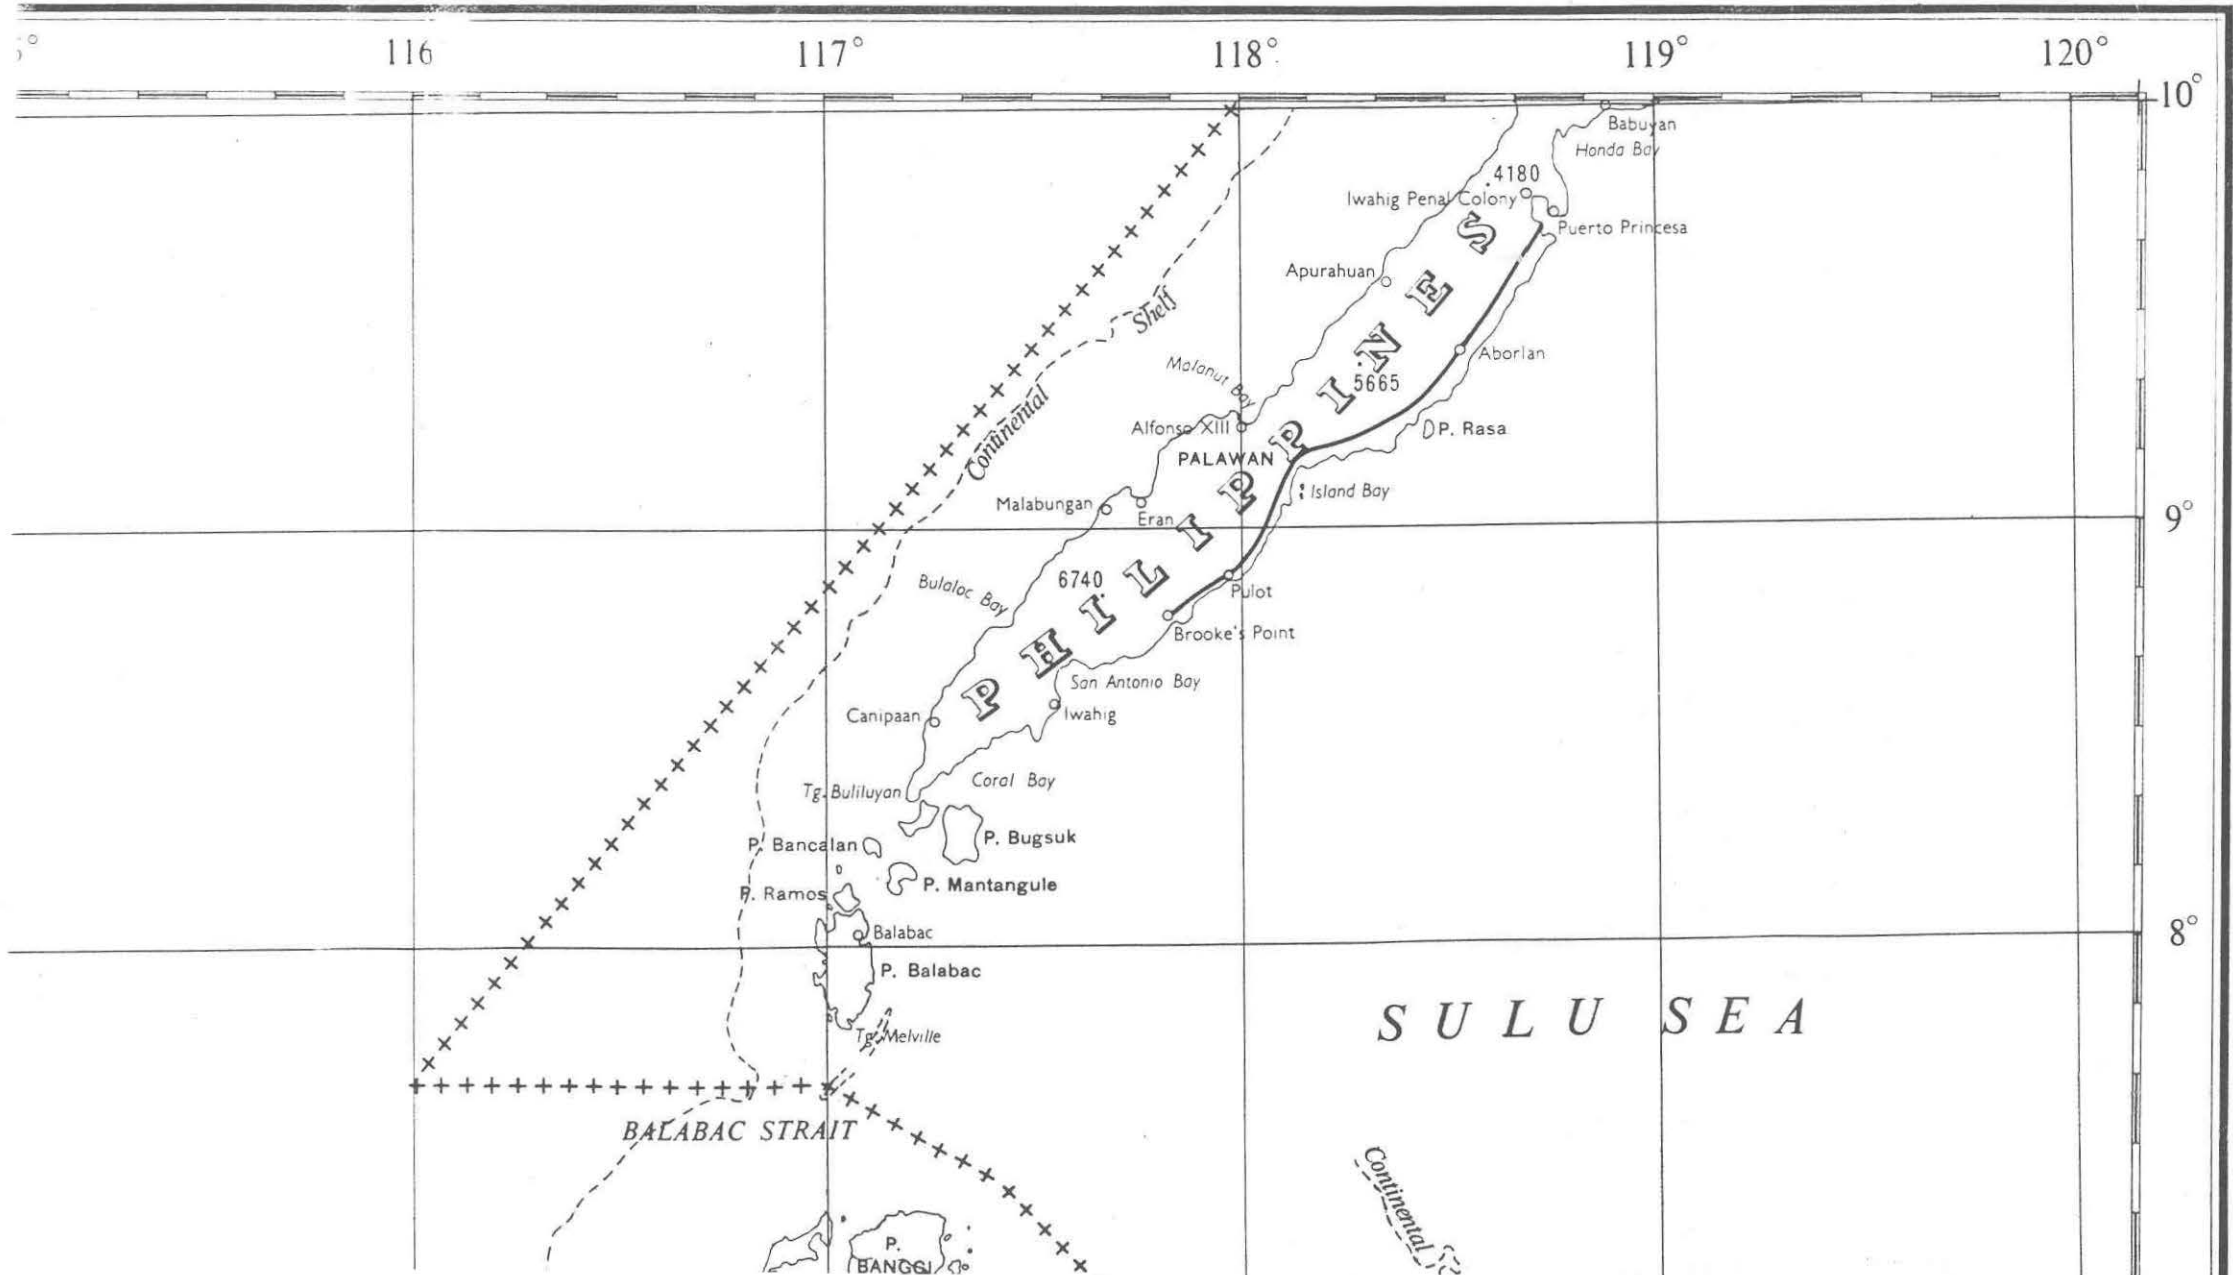 116
117°
118°
119°
120°
10°
Babuyan
Honda Bay
.4180
Iwahig Penal Colony
Puerto Princesa
Apurahuan
Continental Shelf
Malanut Bay
Aborlan
5665
Alfonso XIII
P. Rasa
PALAWAN
Malabungan
Island Bay
Eran
9°
PHILIPPINES
6740
Bulaloc Bay
Pulot
Brooke's Point
San Antonio Bay
Canipaan
Iwahig
Coral Bay
Tg. Buliluyan
P. Bugsuk
P. Bancalan
P. Mantangule
P. Ramos
Balabac
8°
P. Balabac
SULU SEA
Tg. Melville
BALABAC STRAIT
Continental
P.
BANGGI